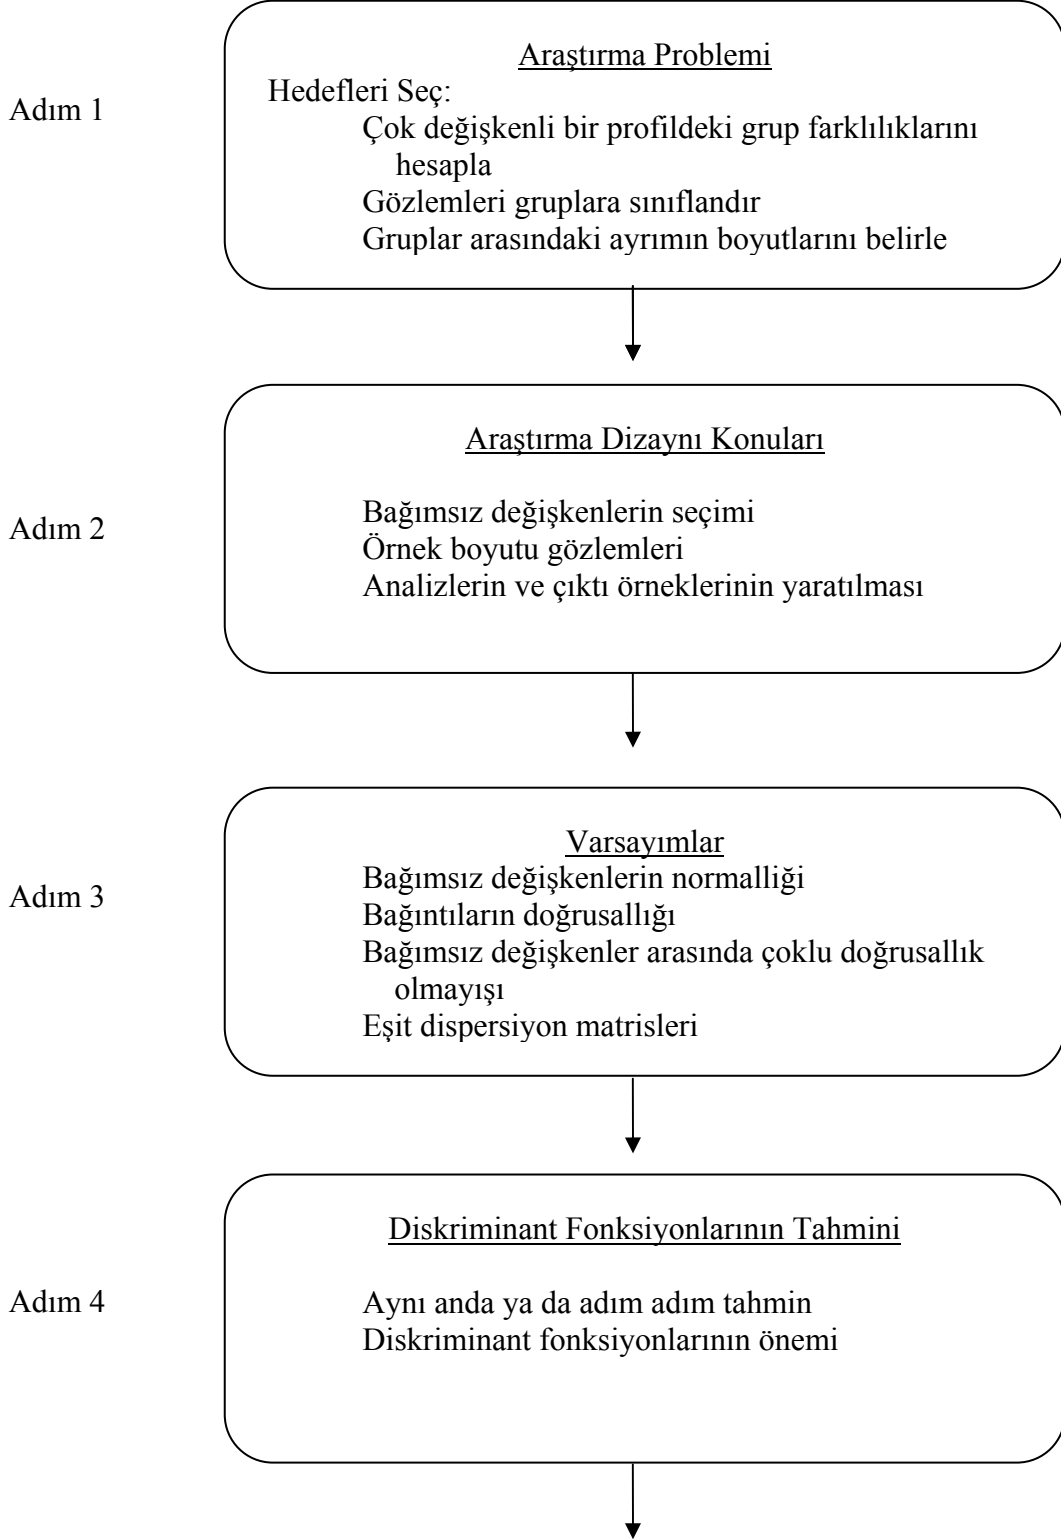 Araştırma Problemi
Hedefleri Seç:
Adım 1
Çok değişkenli bir profildeki grup farklılıklarını
hesapla
Gözlemleri gruplara sınıflandır
Gruplar arasındaki ayrımın boyutlarını belirle
Araştırma Dizaynı Konuları
Adım 2
Bağımsız değişkenlerin seçimi
Örnek boyutu gözlemleri
Analizlerin ve çıktı örneklerinin yaratılması
Varsayımlar
Adım 3
Bağımsız değişkenlerin normalliği
Bağıntıların doğrusallığı
Bağımsız değişkenler arasında çoklu doğrusallık
olmayışı
Eşit dispersiyon matrisleri
Diskriminant Fonksiyonlarının Tahmini
Adım 4
Aynı anda ya da adım adım tahmin
Diskriminant fonksiyonlarının önemi